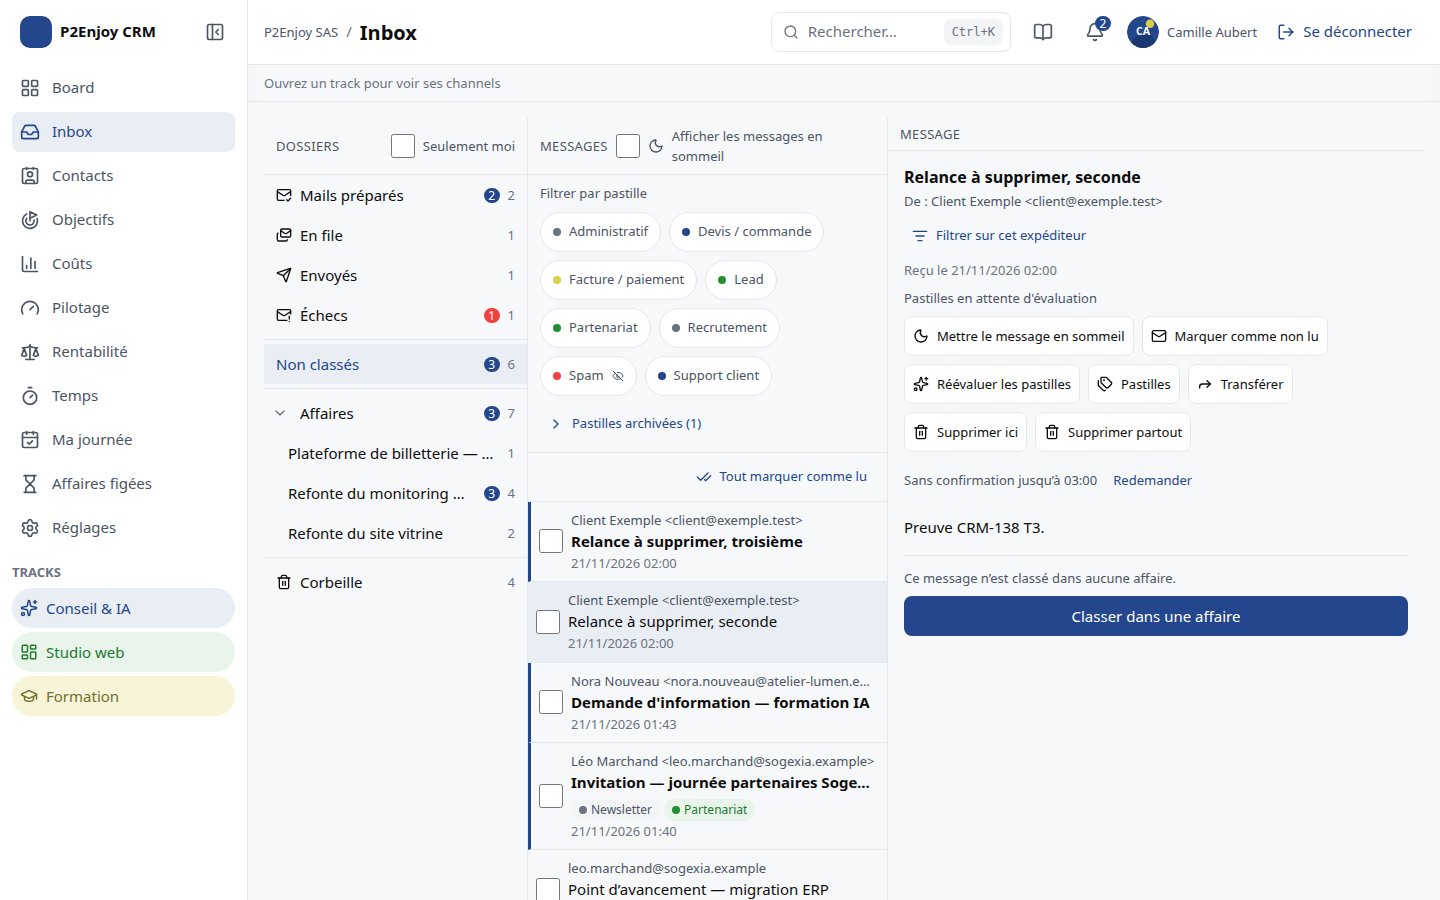 P2Enjoy CRM
Board
Inbox
Contacts
Objectifs
Coûts
Pilotage
Rentabilité
Temps
Ma journée
Affaires figées
Réglages
TRACKS
Conseil & IA
Studio web
Formation
P2Enjoy SAS / Inbox
Rechercher... Ctrl+K
2
CA Camille Aubert
Se déconnecter
Ouvrez un track pour voir ses channels
DOSSIERS Seulement moi
Mails préparés 2 2
En file 1
Envoyés 1
Échecs 1 1
Non classés 3 6
Affaires 3 7
Plateforme de billetterie — ... 1
Refonte du monitoring ... 3 4
Refonte du site vitrine 2
Corbeille 4
MESSAGES Afficher les messages en
sommeil
Filtrer par pastille
Administratif Devis / commande
Facture / paiement Lead
Partenariat Recrutement
Spam Support client
Pastilles archivées (1)
Tout marquer comme lu
Client Exemple <client@exemple.test>
Relance à supprimer, troisième
21/11/2026 02:00
Client Exemple <client@exemple.test>
Relance à supprimer, seconde
21/11/2026 02:00
Nora Nouveau <nora.nouveau@atelier-lumen.e...
Demande d'information — formation IA
21/11/2026 01:43
Léo Marchand <leo.marchand@sogexia.example>
Invitation — journée partenaires Soge...
Newsletter Partenariat
21/11/2026 01:40
leo.marchand@sogexia.example
Point d’avancement — migration ERP
MESSAGE
Relance à supprimer, seconde
De : Client Exemple <client@exemple.test>
Filtrer sur cet expéditeur
Reçu le 21/11/2026 02:00
Pastilles en attente d'évaluation
Mettre le message en sommeil Marquer comme non lu
Réévaluer les pastilles Pastilles Transférer
Supprimer ici Supprimer partout
Sans confirmation jusqu’à 03:00 Redemander
Preuve CRM-138 T3.
Ce message n’est classé dans aucune affaire.
Classer dans une affaire